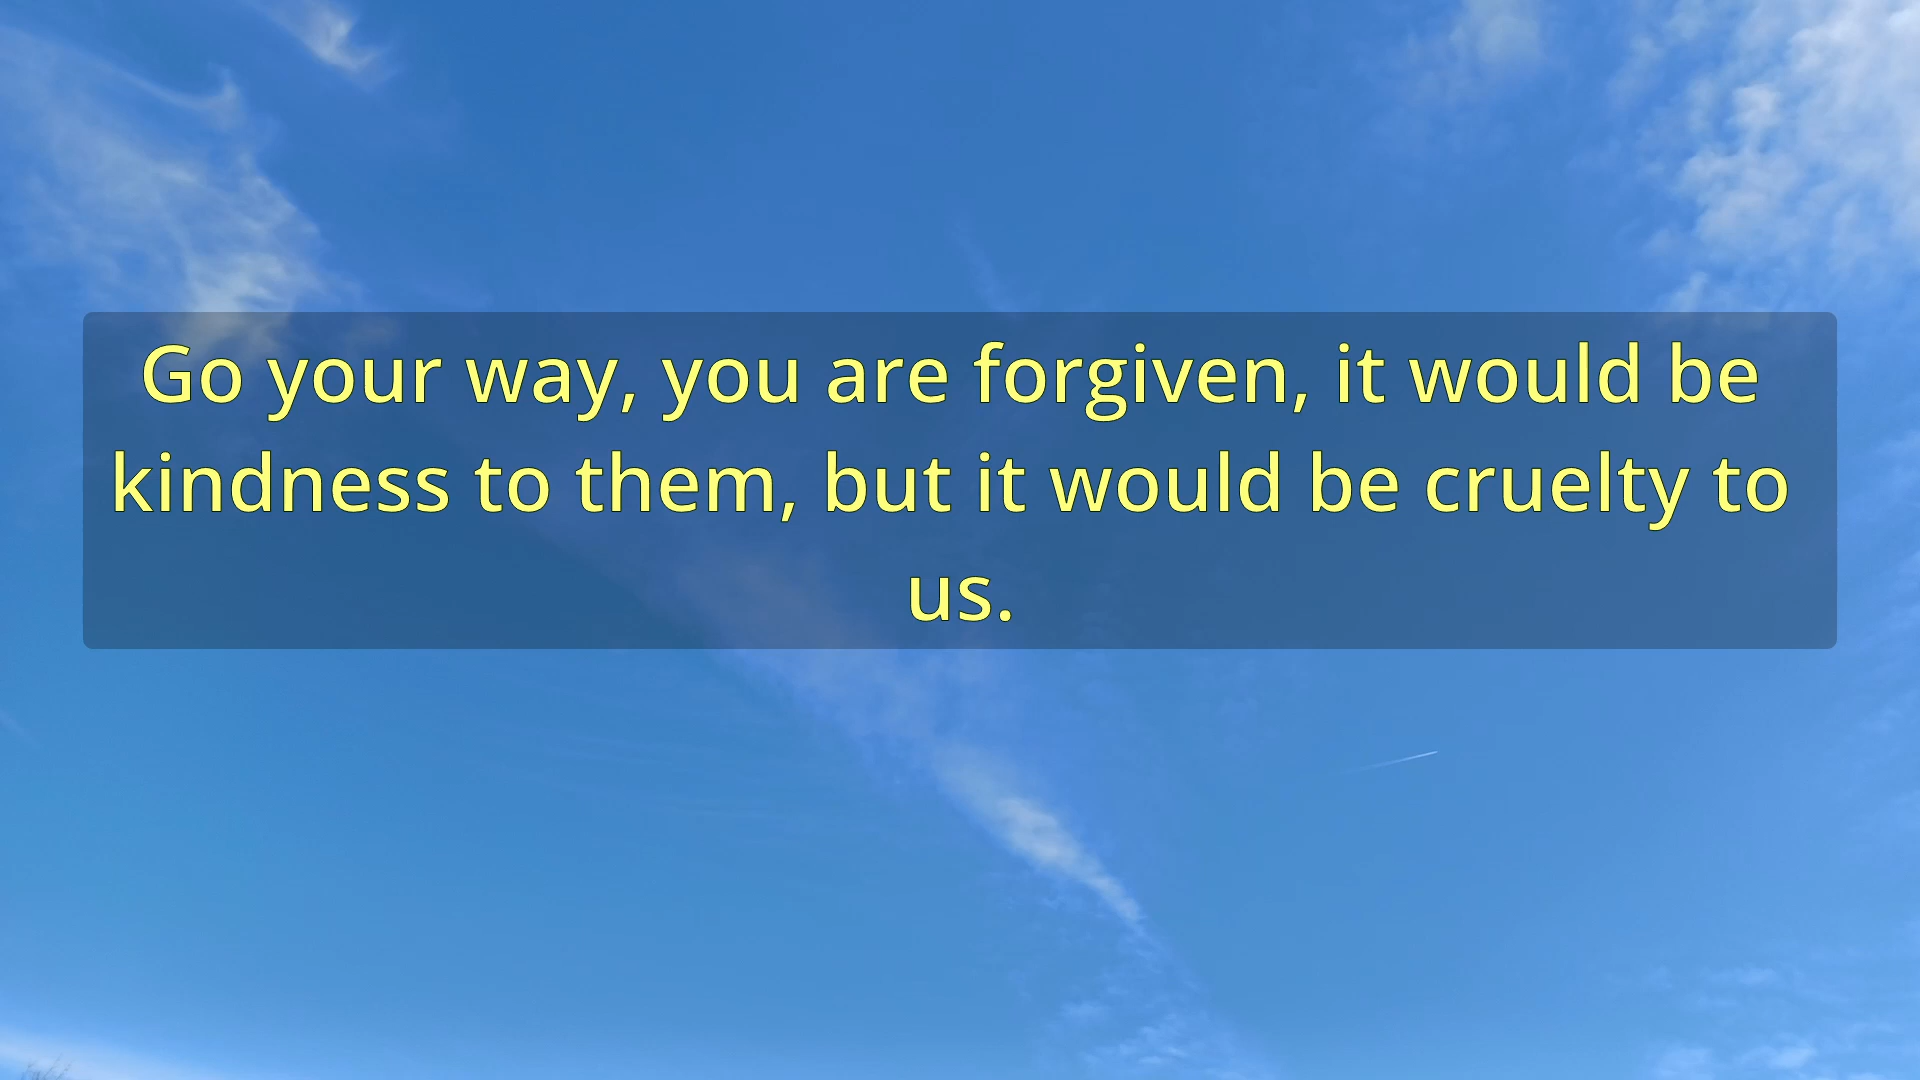 Go your way, you are forgiven, it would be
kindness to them, but it would be cruelty to
us.